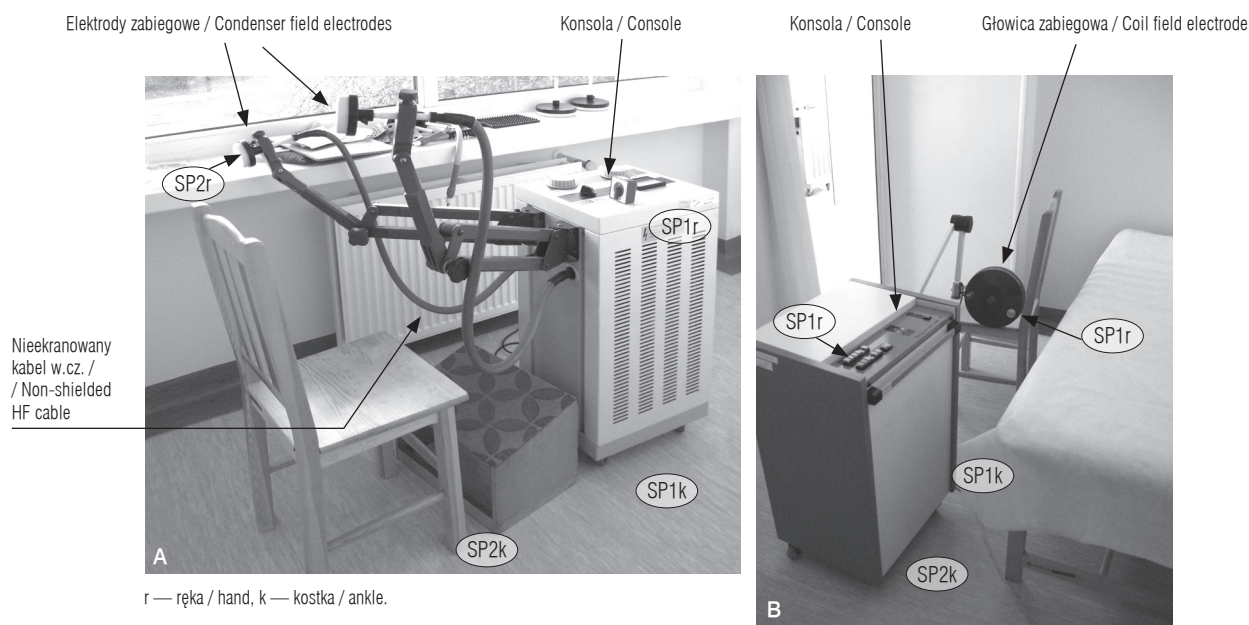 Elektrody zabiegowe / Condenser field electrodes
Konsola / Console
Konsola / Console
Głowica zabiegowa / Coil field electrode
SP2r
SP1r
SP1r
SP1r
Nieekranowany
kabel w.cz. /
/ Non-shielded
HF cable
SP1k
SP1k
SP2k
SP2k
A
B
r — ręka / hand, k — kostka / ankle.